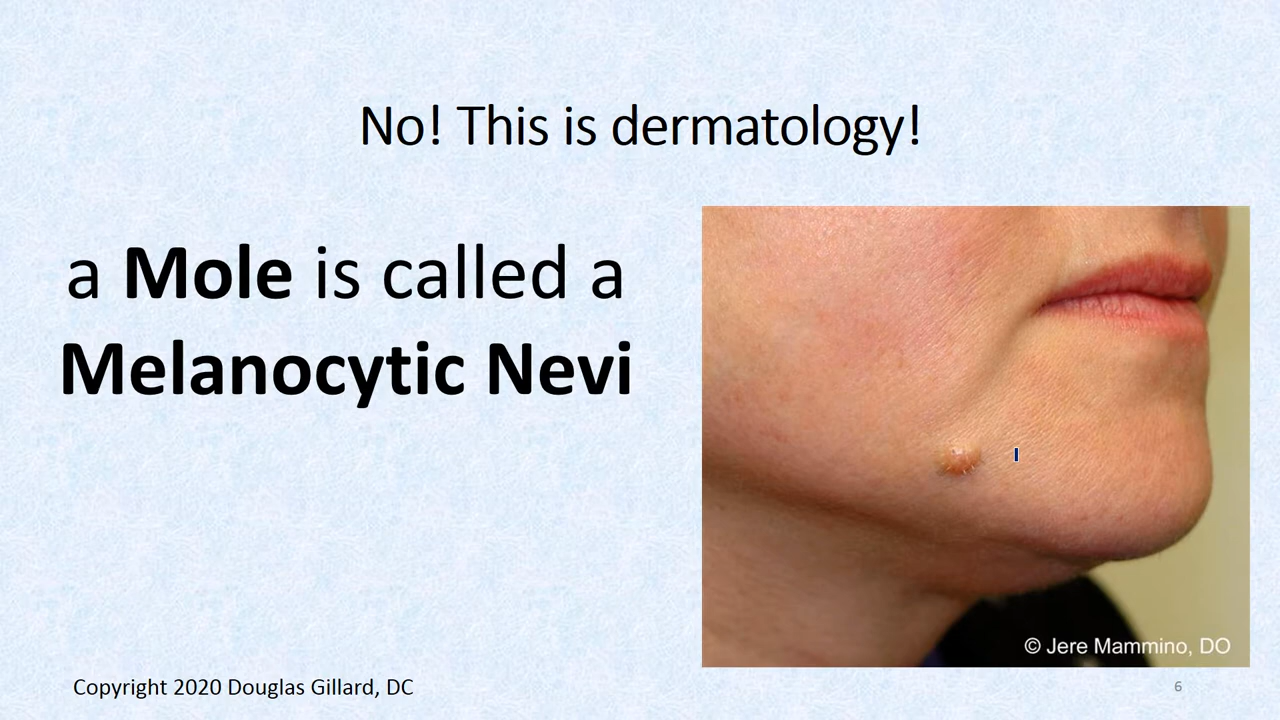 No! This is dermatology!
a Mole is called a
Melanocytic Nevi
© Jere Mammino, DO
Copyright 2020 Douglas Gillard, DC
6